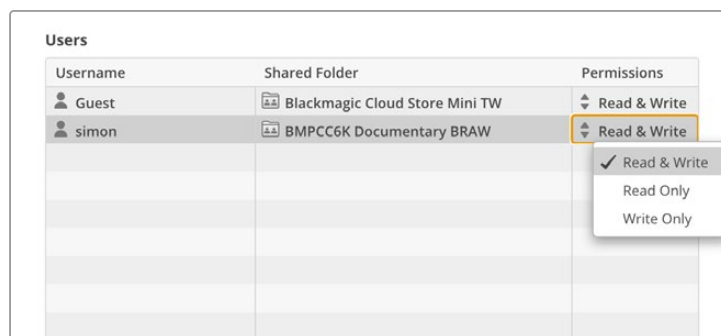 Users
Username Shared Folder Permissions
Guest Blackmagic Cloud Store Mini TW Read & Write
simon BMPCC6K Documentary BRAW Read & Write
Read & Write
Read Only
Write Only